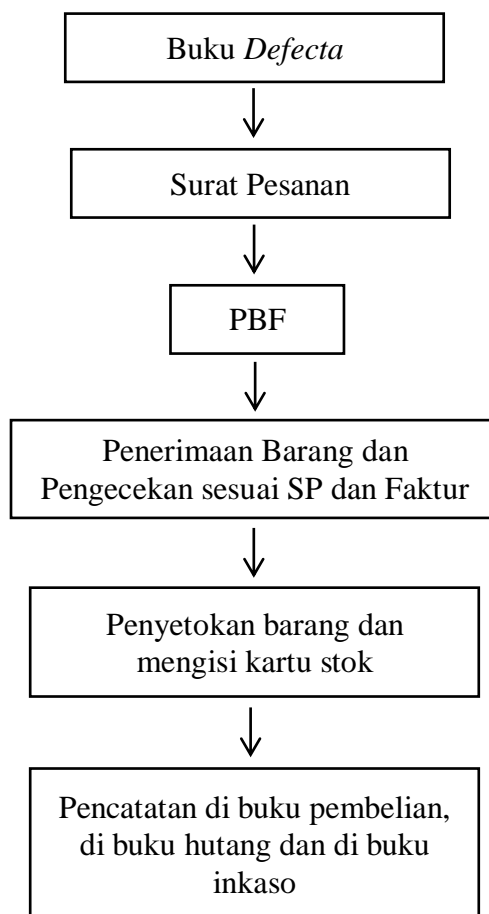 Buku Defecta
Surat Pesanan
PBF
Penerimaan Barang dan
Pengecekan sesuai SP dan Faktur
Penyetokan barang dan
mengisi kartu stok
Pencatatan di buku pembelian,
di buku hutang dan di buku
inkaso